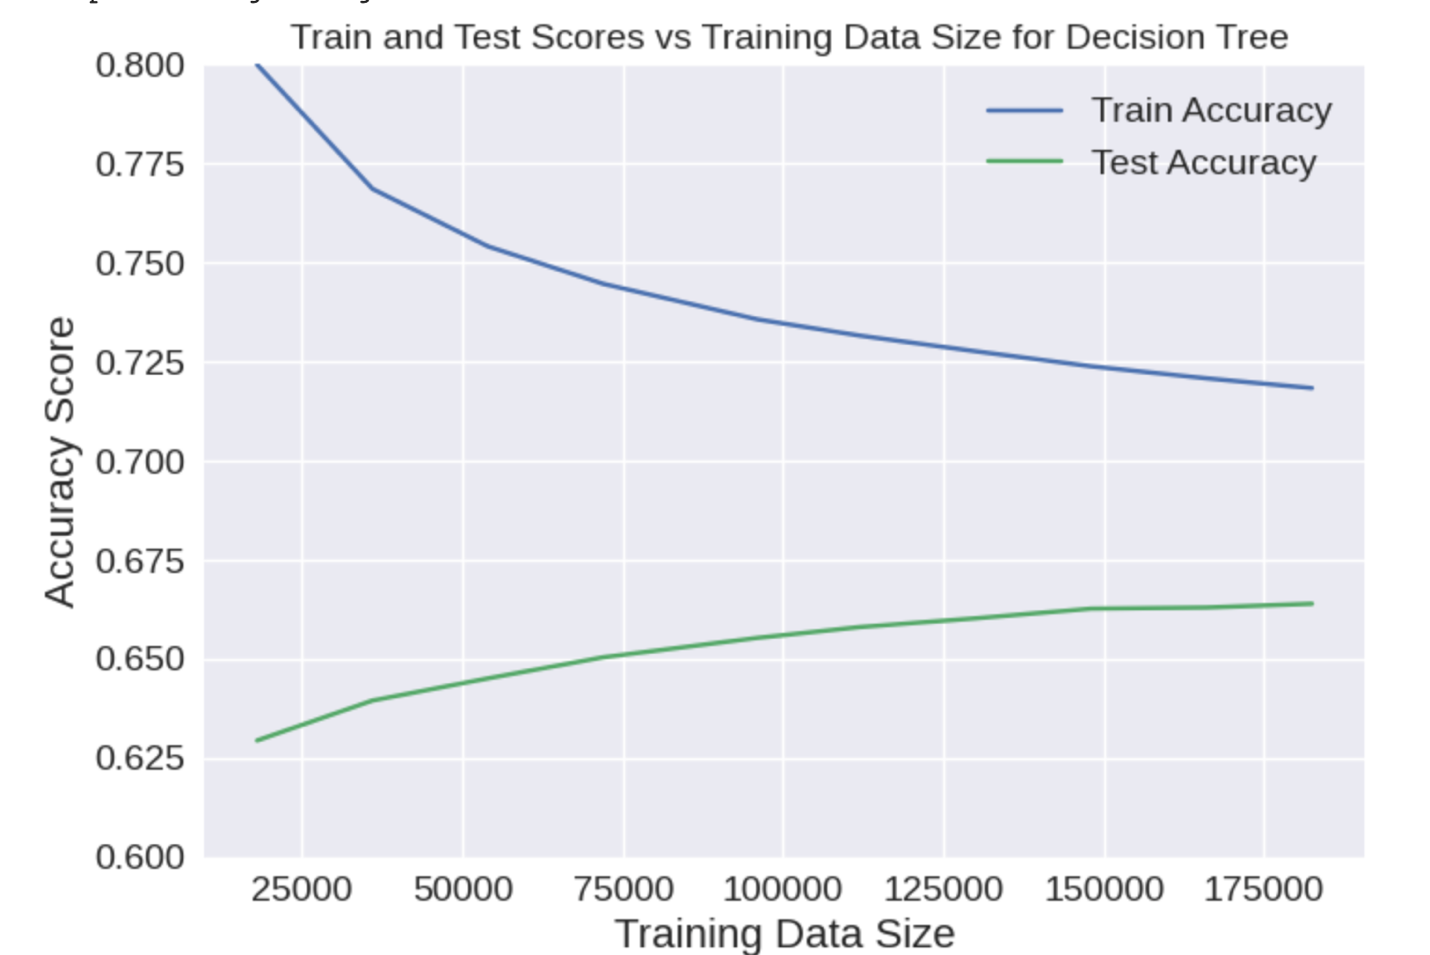 Train and Test Scores vs Training Data Size for Decision Tree
0.800
0.775
0.750
0.725
0.700
0.675
0.650
0.625
0.600
Accuracy Score
Train Accuracy
Test Accuracy
25000 50000 75000 100000 125000 150000 175000
Training Data Size